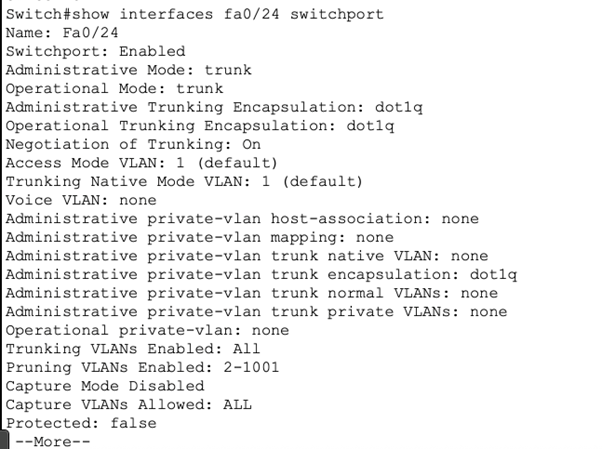 Switch#show interfaces fa0/24 switchport
Name: Fa0/24
Switchport: Enabled
Administrative Mode: trunk
Operational Mode: trunk
Administrative Trunking Encapsulation: dot1q
Operational Trunking Encapsulation: dot1q
Negotiation of Trunking: On
Access Mode VLAN: 1 (default)
Trunking Native Mode VLAN: 1 (default)
Voice VLAN: none
Administrative private-vlan host-association: none
Administrative private-vlan mapping: none
Administrative private-vlan trunk native VLAN: none
Administrative private-vlan trunk encapsulation: dot1q
Administrative private-vlan trunk normal VLANs: none
Administrative private-vlan trunk private VLANs: none
Operational private-vlan: none
Trunking VLANs Enabled: All
Pruning VLANs Enabled: 2-1001
Capture Mode Disabled
Capture VLANs Allowed: ALL
Protected: false
--More--